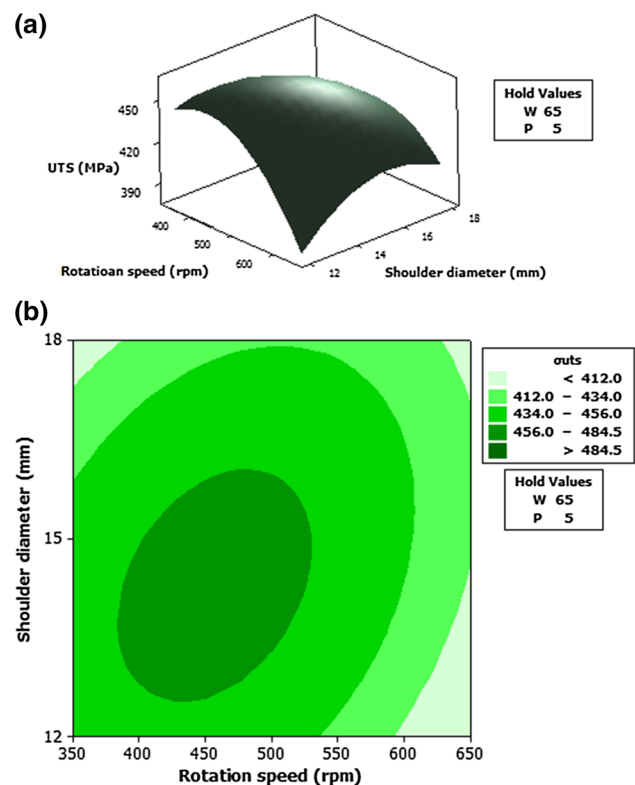 (a)
Hold Values
W 65
P 5
450
420
390
UTS (MPa)
400
500
600
12
14
16
18
Rotatioan speed (rpm)
Shoulder diameter (mm)
(b)
18
15
12
Shoulder diameter (mm)
350 400 450 500 550 600 650
Rotation speed (rpm)
σuts
< 412.0
412.0 – 434.0
434.0 – 456.0
456.0 – 484.5
> 484.5
Hold Values
W 65
P 5